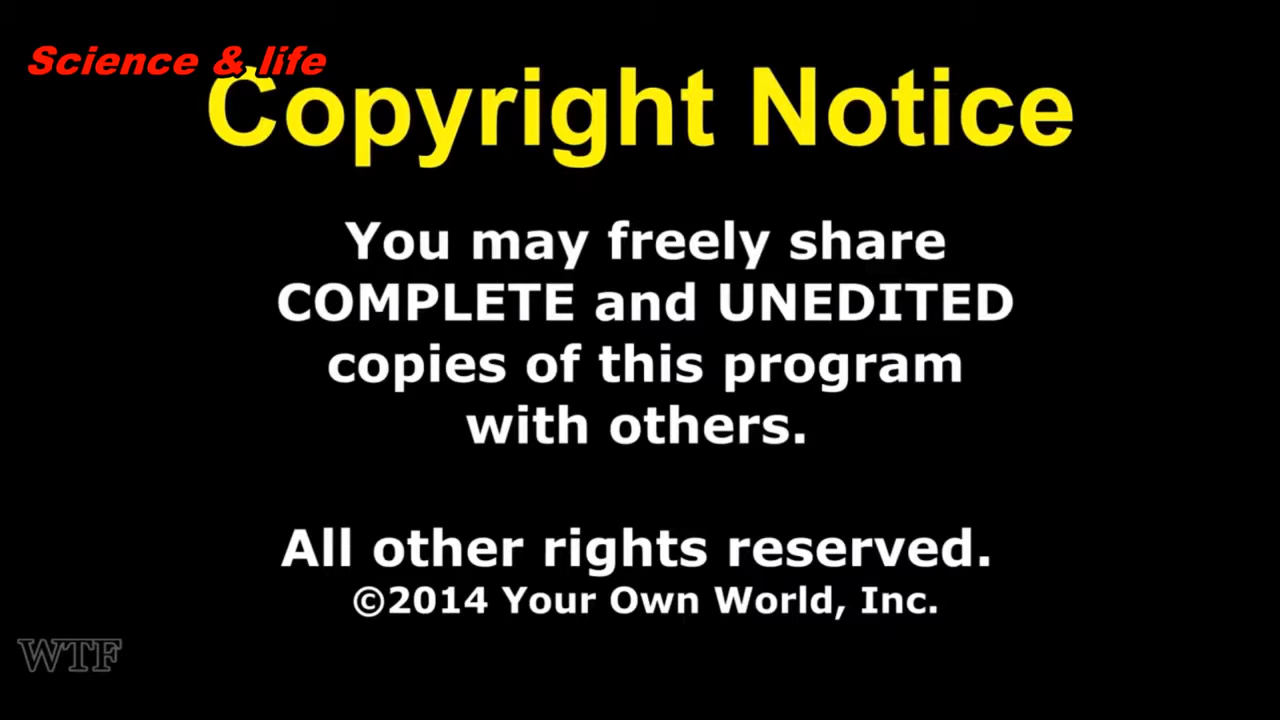 Science & life
Copyright Notice
You may freely share
COMPLETE and UNEDITED
copies of this program
with others.
All other rights reserved.
©2014 Your Own World, Inc.
WTF